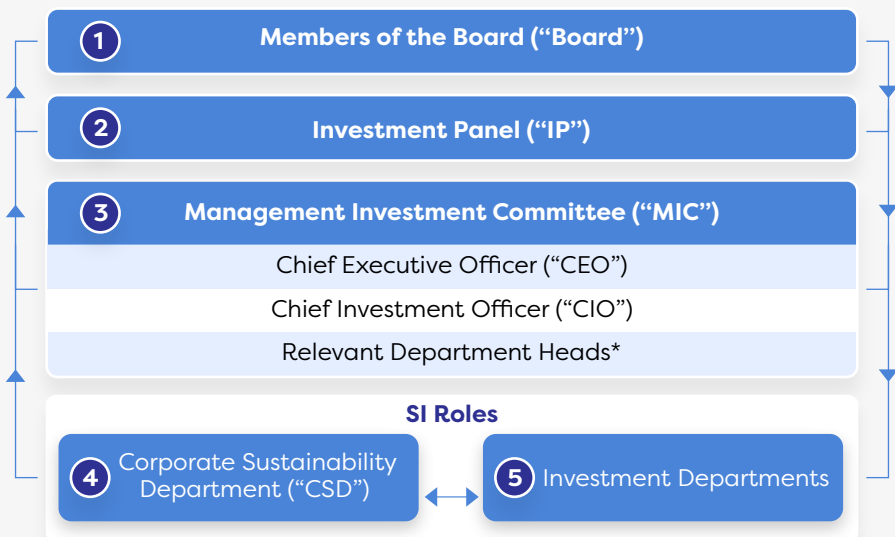 1
Members of the Board (“Board”)
2
Investment Panel (“IP”)
3
Management Investment Committee (“MIC”)
Chief Executive Officer (“CEO”)
Chief Investment Officer (“CIO”)
Relevant Department Heads*
SI Roles
4
Corporate Sustainability
Department (“CSD”)
5
Investment Departments